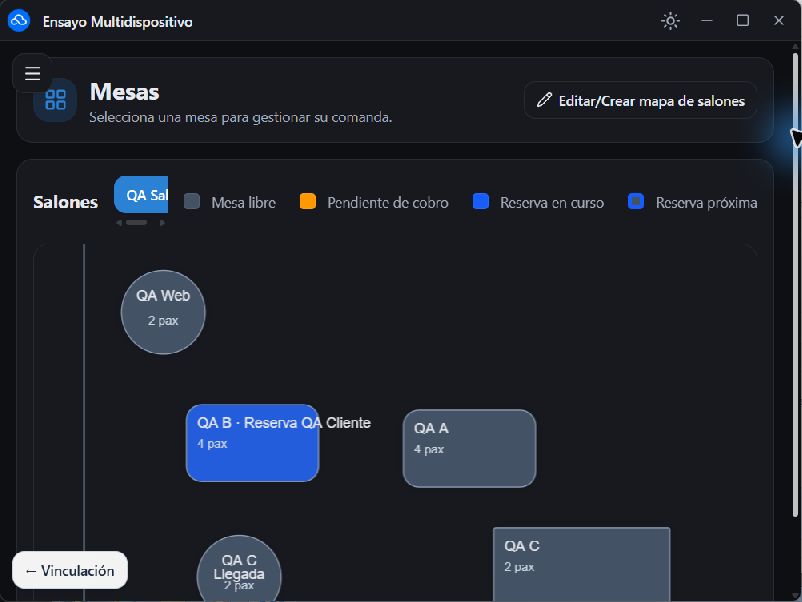 Ensayo Multidispositivo
Mesas
Selecciona una mesa para gestionar su comanda.
Editar/Crear mapa de salones
Salones
QA Sal
Mesa libre
Pendiente de cobro
Reserva en curso
Reserva próxima
QA Web
2 pax
QA B · Reserva QA Cliente
4 pax
QA A
4 pax
QA C
Llegada
2 pax
QA C
2 pax
← Vinculación